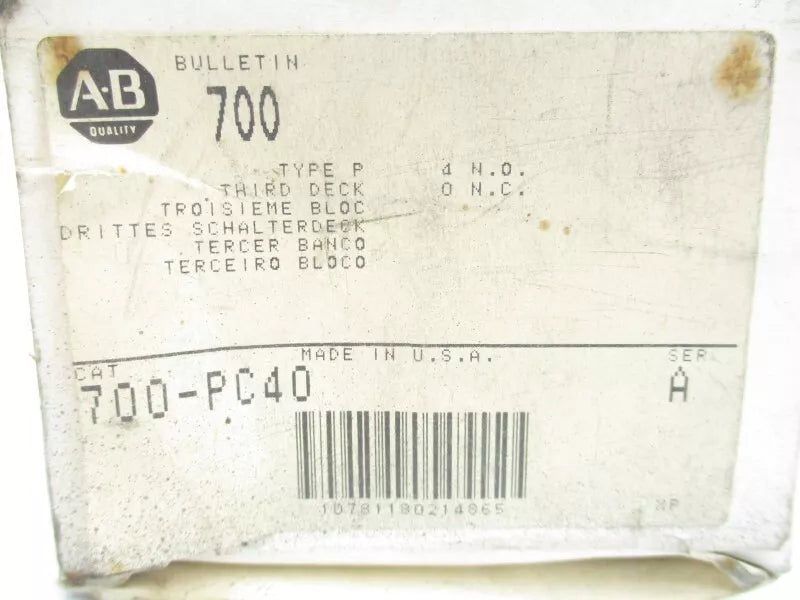 A-B
QUALITY
BULLETIN
700
TYPE P 4 N.O.
THIRD DECK 0 N.C.
TROISIEME BLOC
DRITTES SCHALTERDECK
TERCER BANCO
TERCEIRO BLOCO
MADE IN U.S.A.
CAT SER
700-PC40 A
10781180214865